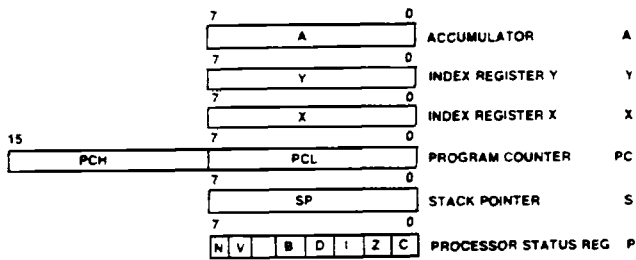 7 0
A ACCUMULATOR A
7 0
Y INDEX REGISTER Y Y
7 0
X INDEX REGISTER X X
15 7 0
PCH PCL PROGRAM COUNTER PC
7 0
SP STACK POINTER S
7 0
N V B D I Z C PROCESSOR STATUS REG P